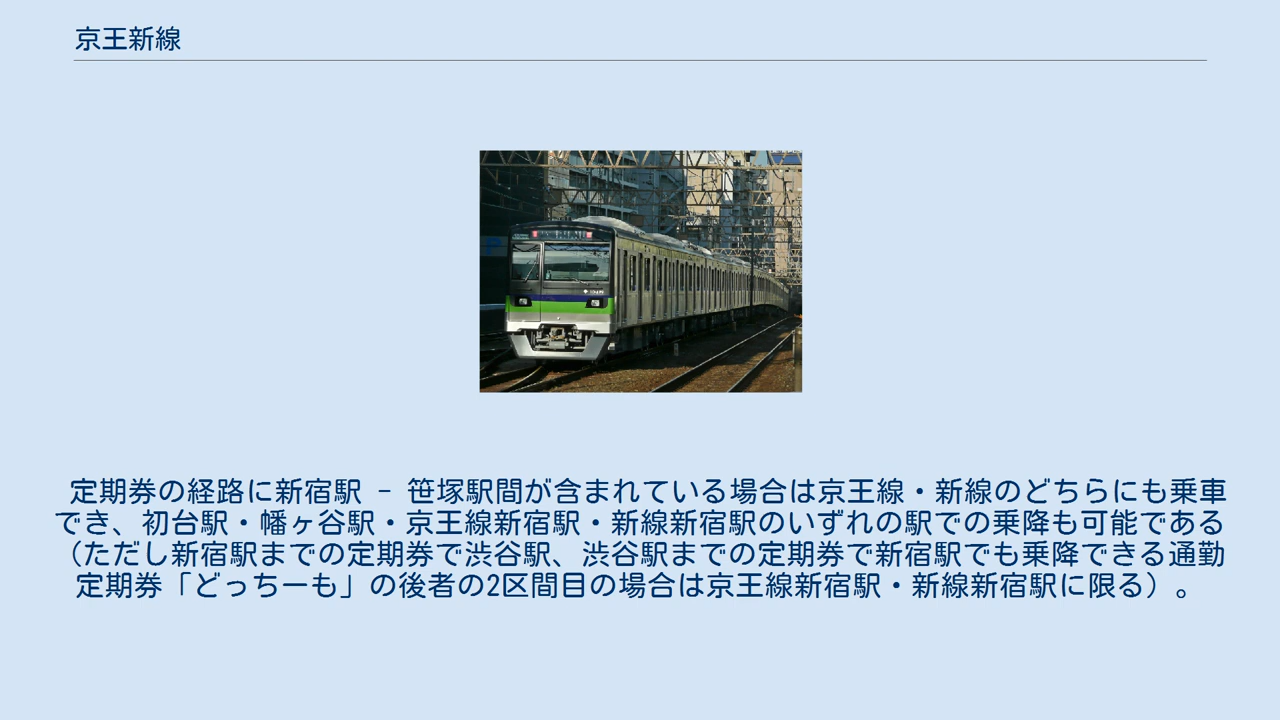 京王新線
定期券の経路に新宿駅 - 笹塚駅間が含まれている場合は京王線・新線のどちらにも乗車
でき、初台駅・幡ヶ谷駅・京王線新宿駅・新線新宿駅のいずれの駅での乗降も可能である
（ただし新宿駅までの定期券で渋谷駅、渋谷駅までの定期券で新宿駅でも乗降できる通勤
定期券「どっちーも」の後者の2区間目の場合は京王線新宿駅・新線新宿駅に限る）。